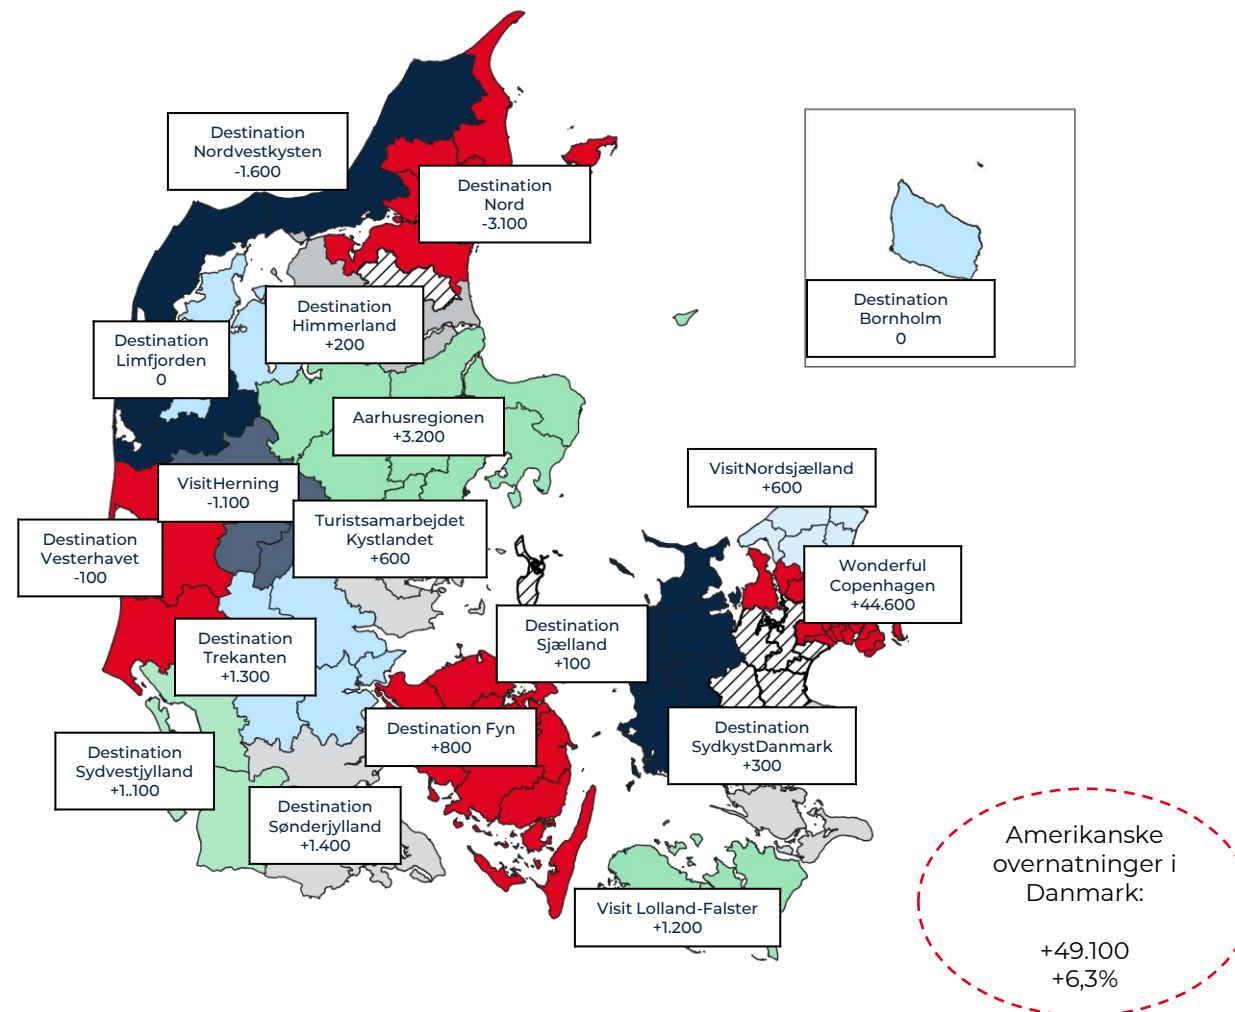 Destination
Nordvestkysten
-1.600
Destination
Nord
-3.100
Destination
Himmerland
+200
Destination
Limfjorden
0
Destination
Bornholm
0
Aarhusregionen
+3.200
VisitHerning
-1.100
VisitNordsjælland
+600
Turistsamarbejdet
Kystlandet
+600
Destination
Vesterhavet
-100
Wonderful
Copenhagen
+44.600
Destination
Sjælland
+100
Destination
Trekanten
+1.300
Destination Fyn
+800
Destination
SydkystDanmark
+300
Destination
Sydvestjylland
+1..100
Destination
Sønderjylland
+1.400
Visit Lolland-Falster
+1.200
Amerikanske
overnatninger i
Danmark:
+49.100
+6,3%